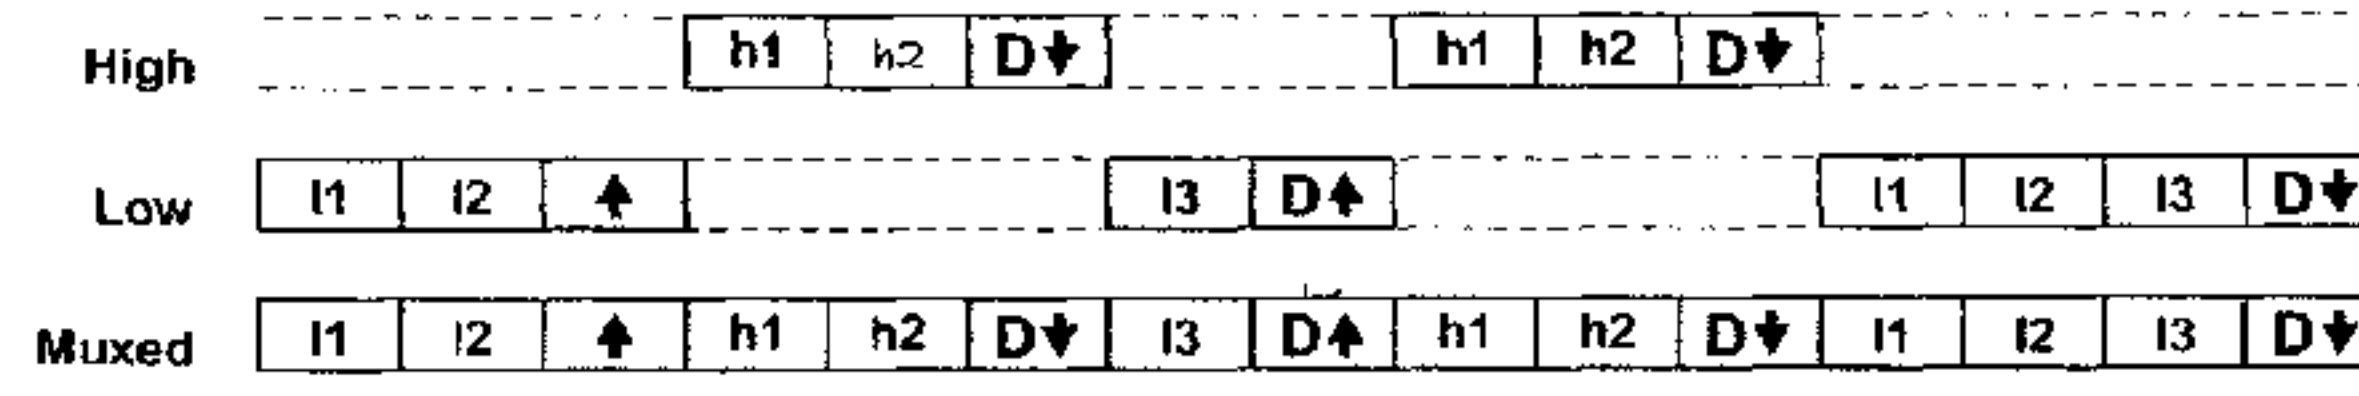 High h1 h2 D↓ h1 h2 D↓
Low l1 l2 ↑ l3 D↑ l1 l2 l3 D↓
Muxed l1 l2 ↑ h1 h2 D↓ l3 D↑ h1 h2 D↓ l1 l2 l3 D↓